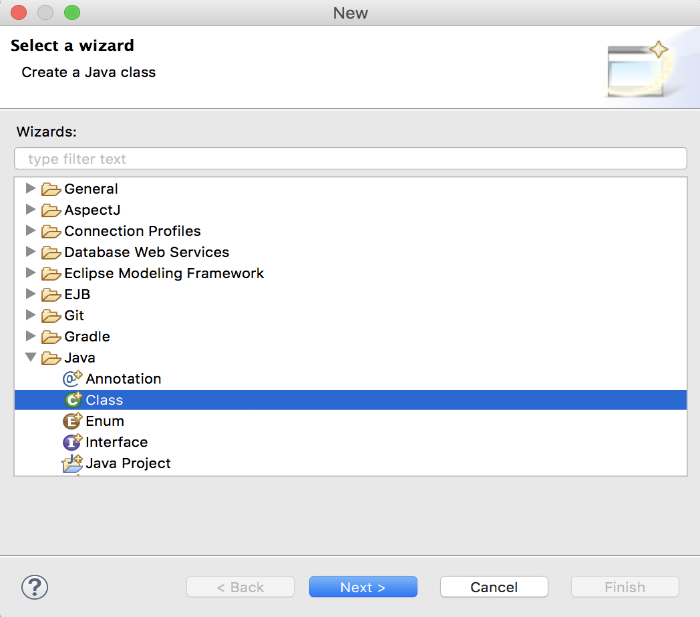 New
Select a wizard
Create a Java class
Wizards:
type filter text
General
AspectJ
Connection Profiles
Database Web Services
Eclipse Modeling Framework
EJB
Git
Gradle
Java
@ Annotation
C Class
E Enum
I Interface
J Java Project
? < Back Next > Cancel Finish